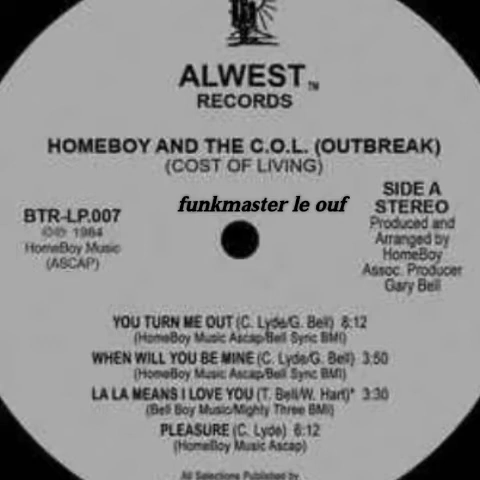 ALWEST TM
RECORDS
HOMEBOY AND THE C.O.L. (OUTBREAK)
(COST OF LIVING)
funkmaster le ouf
SIDE A
STEREO
BTR-LP.007
©℗ 1984
HomeBoy Music
(ASCAP)
Produced and
Arranged by
HomeBoy
Assoc. Producer
Gary Bell
YOU TURN ME OUT (C. Lyde/G. Bell) 8:12
(HomeBoy Music Ascap/Bell Sync BMI)
WHEN WILL YOU BE MINE (C. Lyde/G. Bell) 3:50
(HomeBoy Music Ascap/Bell Sync BMI)
LA LA MEANS I LOVE YOU (T. Bell/W. Hart)* 3:30
(Bell Boy Music/Mighty Three BMI)
PLEASURE (C. Lyde) 6:12
(HomeBoy Music Ascap)
All Selections Published by